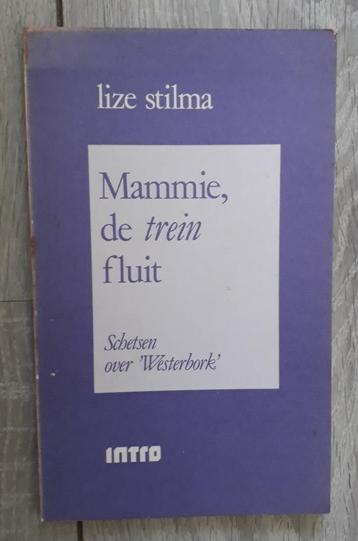 lize stilma
Mammie,
de trein
fluit
Schetsen
over 'Westerbork'
INTRO